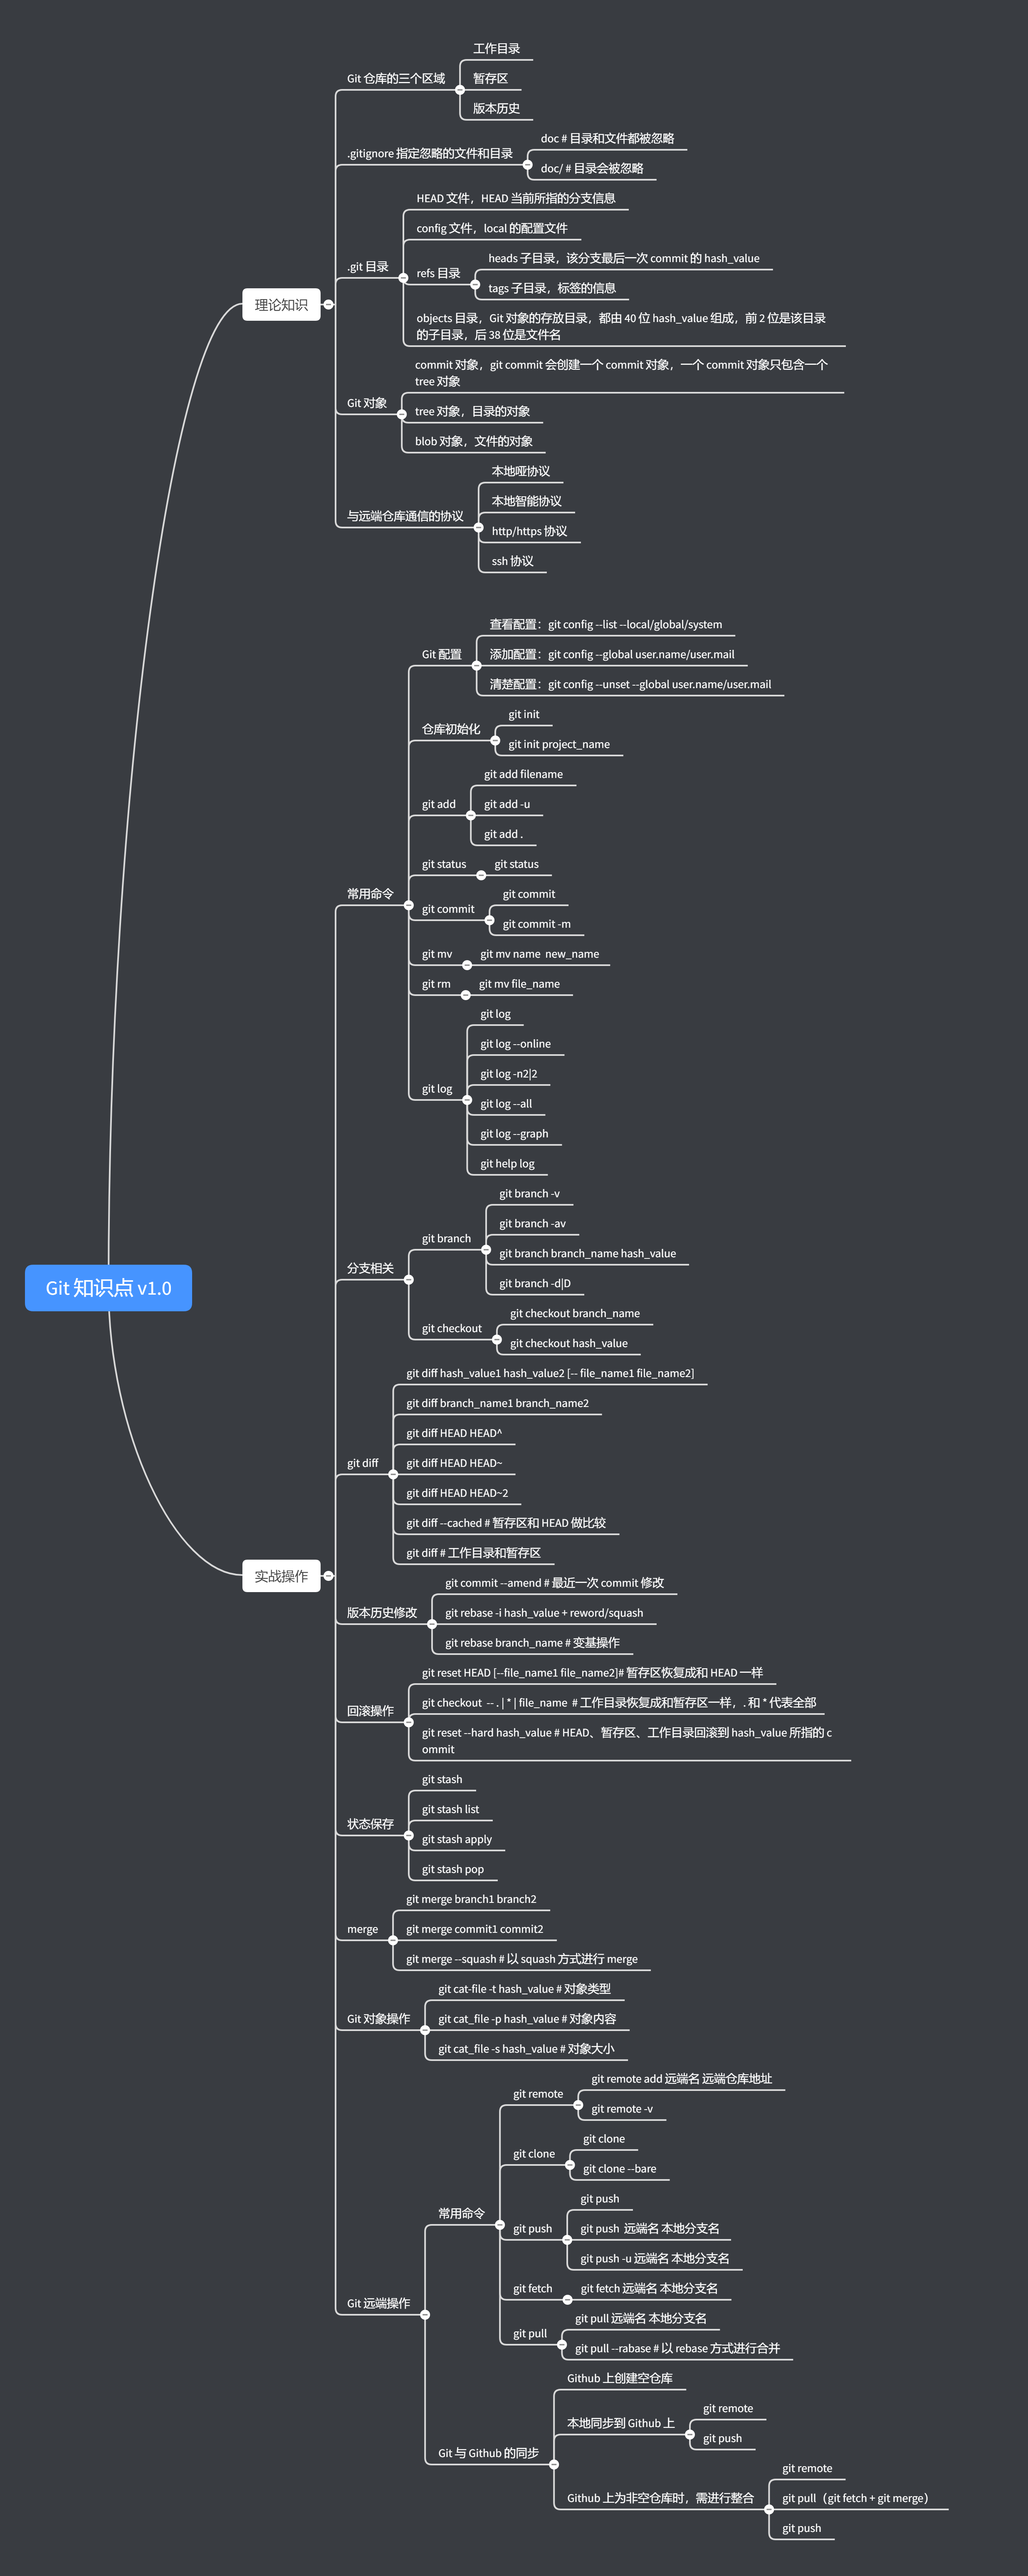 Git 知识点 v1.0
理论知识
Git 仓库的三个区域
工作目录
暂存区
版本历史
.gitignore 指定忽略的文件和目录
doc # 目录和文件都被忽略
doc/ # 目录会被忽略
.git 目录
HEAD 文件，HEAD 当前所指的分支信息
config 文件，local 的配置文件
refs 目录
heads 子目录，该分支最后一次 commit 的 hash_value
tags 子目录，标签的信息
objects 目录，Git 对象的存放目录，都由 40 位 hash_value 组成，前 2 位是该目录
的子目录，后 38 位是文件名
Git 对象
commit 对象，git commit 会创建一个 commit 对象，一个 commit 对象只包含一个
tree 对象
tree 对象，目录的对象
blob 对象，文件的对象
与远端仓库通信的协议
本地哑协议
本地智能协议
http/https 协议
ssh 协议
实战操作
常用命令
Git 配置
查看配置：git config --list --local/global/system
添加配置：git config --global user.name/user.mail
清楚配置：git config --unset --global user.name/user.mail
仓库初始化
git init
git init project_name
git add
git add filename
git add -u
git add .
git status
git status
git commit
git commit
git commit -m
git mv
git mv name  new_name
git rm
git mv file_name
git log
git log
git log --online
git log -n2|2
git log --all
git log --graph
git help log
分支相关
git branch
git branch -v
git branch -av
git branch branch_name hash_value
git branch -d|D
git checkout
git checkout branch_name
git checkout hash_value
git diff
git diff hash_value1 hash_value2 [-- file_name1 file_name2]
git diff branch_name1 branch_name2
git diff HEAD HEAD^
git diff HEAD HEAD~
git diff HEAD HEAD~2
git diff --cached # 暂存区和 HEAD 做比较
git diff # 工作目录和暂存区
版本历史修改
git commit --amend # 最近一次 commit 修改
git rebase -i hash_value + reword/squash
git rebase branch_name # 变基操作
回滚操作
git reset HEAD [--file_name1 file_name2]# 暂存区恢复成和 HEAD 一样
git checkout  -- . | * | file_name  # 工作目录恢复成和暂存区一样，. 和 * 代表全部
git reset --hard hash_value # HEAD、暂存区、工作目录回滚到 hash_value 所指的 c
ommit
状态保存
git stash
git stash list
git stash apply
git stash pop
merge
git merge branch1 branch2
git merge commit1 commit2
git merge --squash # 以 squash 方式进行 merge
Git 对象操作
git cat-file -t hash_value # 对象类型
git cat_file -p hash_value # 对象内容
git cat_file -s hash_value # 对象大小
Git 远端操作
常用命令
git remote
git remote add 远端名 远端仓库地址
git remote -v
git clone
git clone
git clone --bare
git push
git push
git push  远端名 本地分支名
git push -u 远端名 本地分支名
git fetch
git fetch 远端名 本地分支名
git pull
git pull 远端名 本地分支名
git pull --rabase # 以 rebase 方式进行合并
Git 与 Github 的同步
Github 上创建空仓库
本地同步到 Github 上
git remote
git push
Github 上为非空仓库时，需进行整合
git remote
git pull（git fetch + git merge）
git push